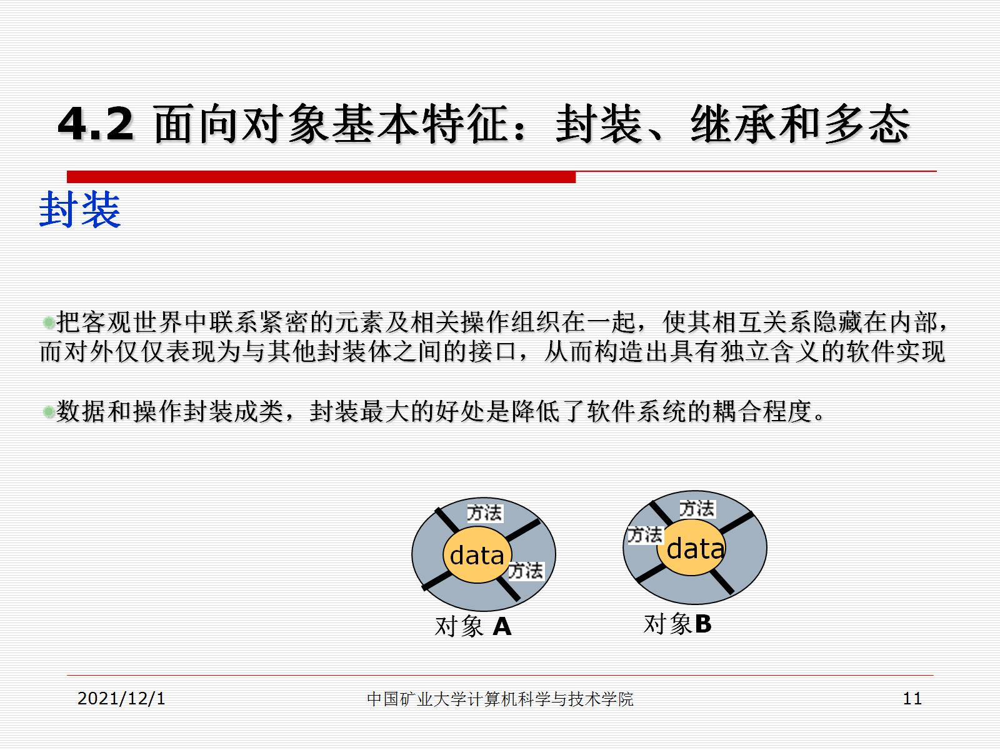 4.2 面向对象基本特征：封装、继承和多态
封装
把客观世界中联系紧密的元素及相关操作组织在一起，使其相互关系隐藏在内部，
而对外仅仅表现为与其他封装体之间的接口，从而构造出具有独立含义的软件实现
数据和操作封装成类，封装最大的好处是降低了软件系统的耦合程度。
方法
data
方法
对象 A
方法
方法
data
对象B
2021/12/1
中国矿业大学计算机科学与技术学院
11